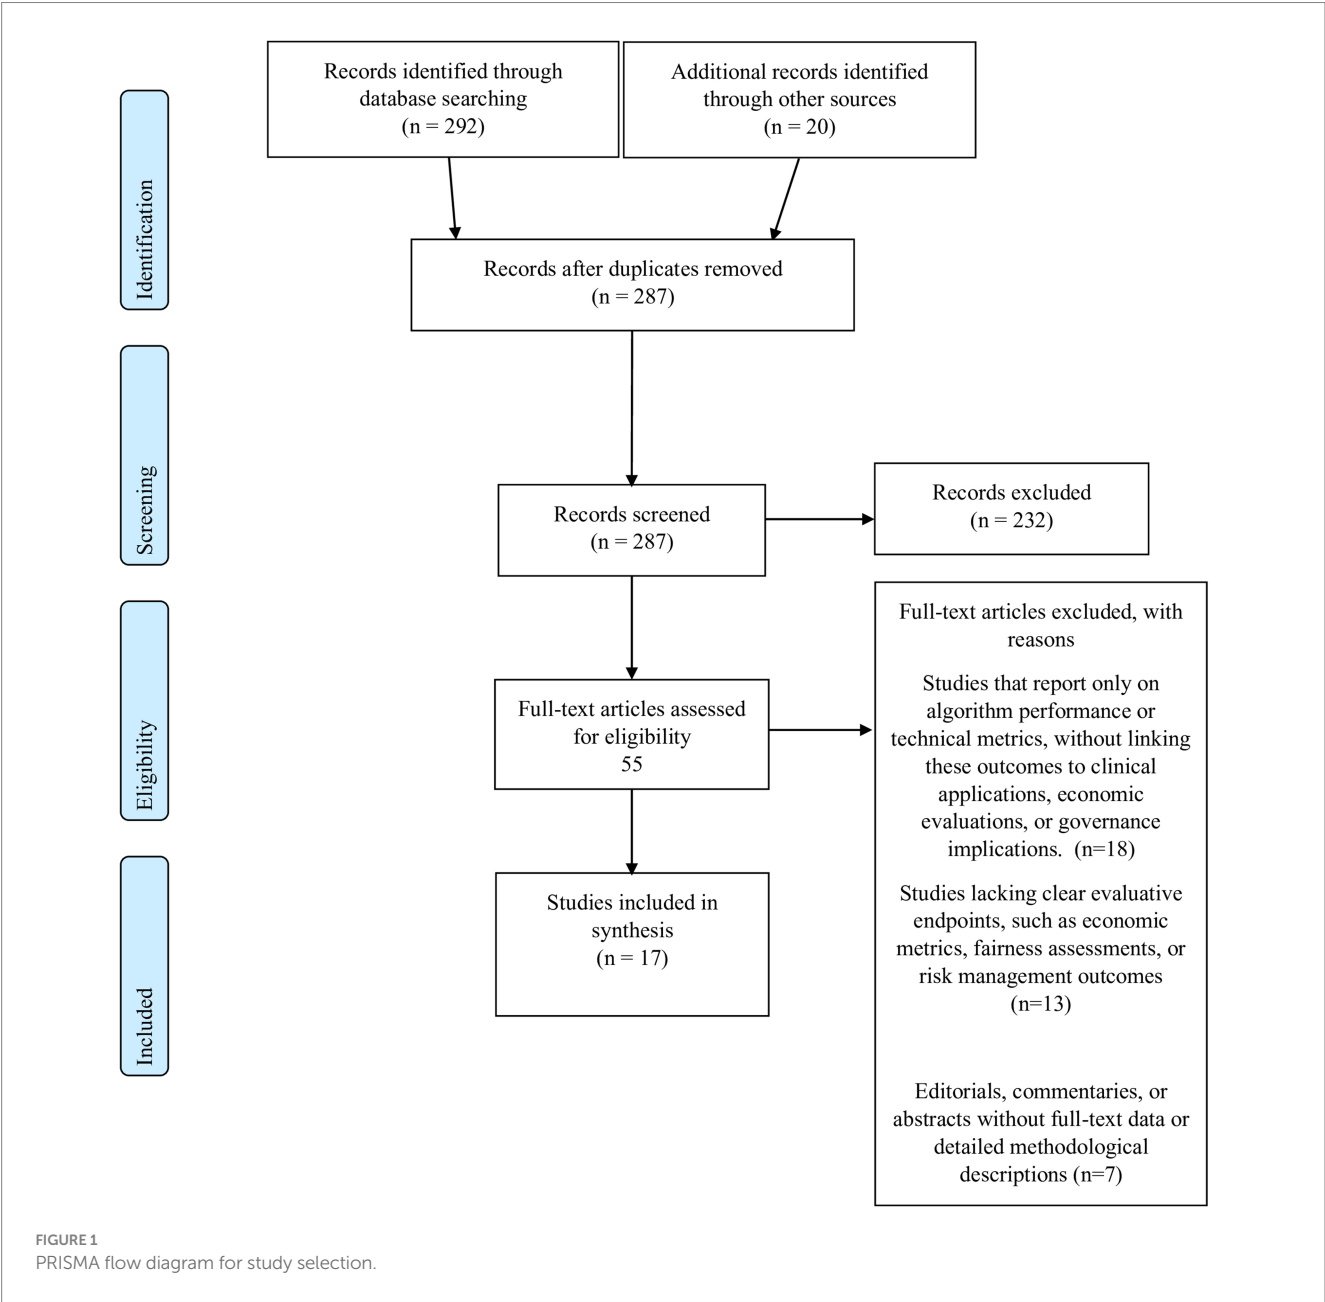 Records identified through
database searching
(n = 292)
Additional records identified
through other sources
(n = 20)
Identification
Records after duplicates removed
(n = 287)
Screening
Records screened
(n = 287)
Records excluded
(n = 232)
Eligibility
Full-text articles assessed
for eligibility
55
Full-text articles excluded, with
reasons
Studies that report only on
algorithm performance or
technical metrics, without linking
these outcomes to clinical
applications, economic
evaluations, or governance
implications.  (n=18)
Studies lacking clear evaluative
endpoints, such as economic
metrics, fairness assessments, or
risk management outcomes
(n=13)
Editorials, commentaries, or
abstracts without full-text data or
detailed methodological
descriptions (n=7)
Included
Studies included in
synthesis
(n = 17)
FIGURE 1
PRISMA flow diagram for study selection.